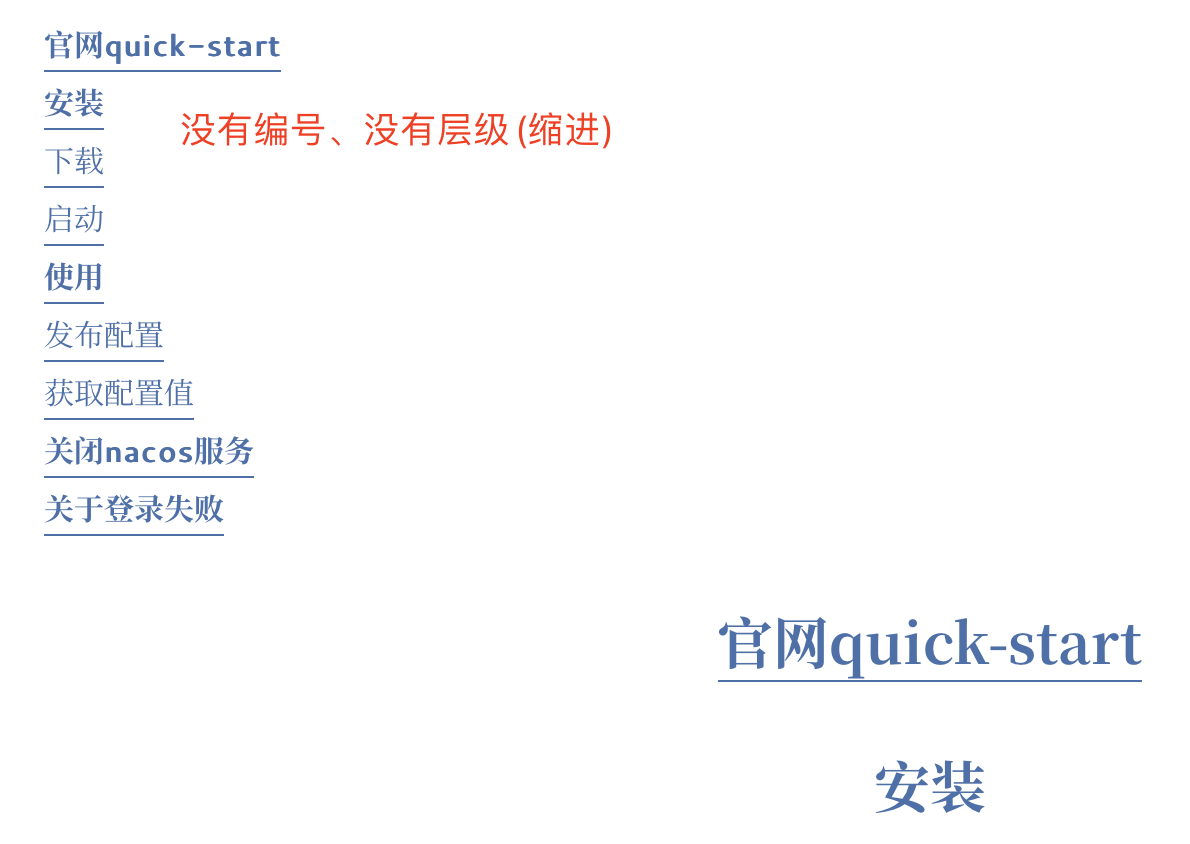 官网quick-start
安装
没有编号、没有层级 (缩进)
下载
启动
使用
发布配置
获取配置值
关闭nacos服务
关于登录失败
官网quick-start
安装